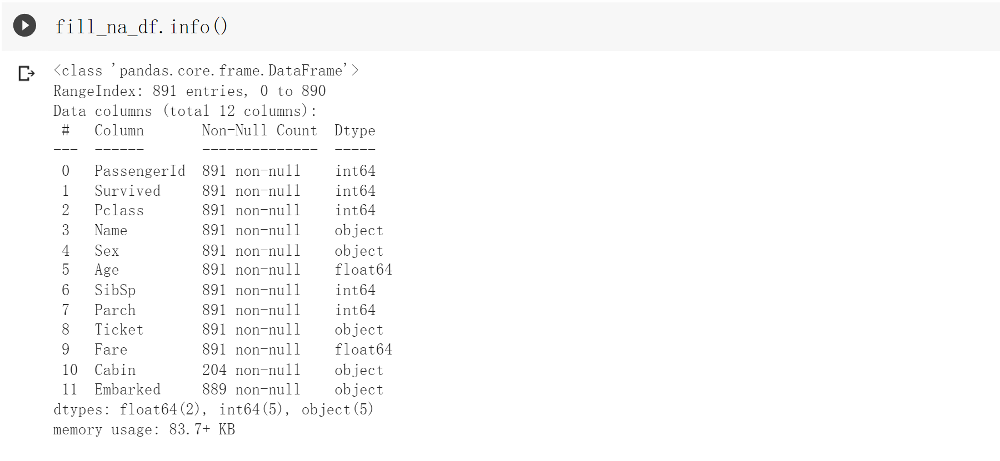 fill_na_df.info()
<class 'pandas.core.frame.DataFrame'>
RangeIndex: 891 entries, 0 to 890
Data columns (total 12 columns):
 #   Column       Non-Null Count  Dtype
---  ------       --------------  -----
 0   PassengerId  891 non-null    int64
 1   Survived     891 non-null    int64
 2   Pclass       891 non-null    int64
 3   Name         891 non-null    object
 4   Sex          891 non-null    object
 5   Age          891 non-null    float64
 6   SibSp        891 non-null    int64
 7   Parch        891 non-null    int64
 8   Ticket       891 non-null    object
 9   Fare         891 non-null    float64
 10  Cabin        204 non-null    object
 11  Embarked     889 non-null    object
dtypes: float64(2), int64(5), object(5)
memory usage: 83.7+ KB